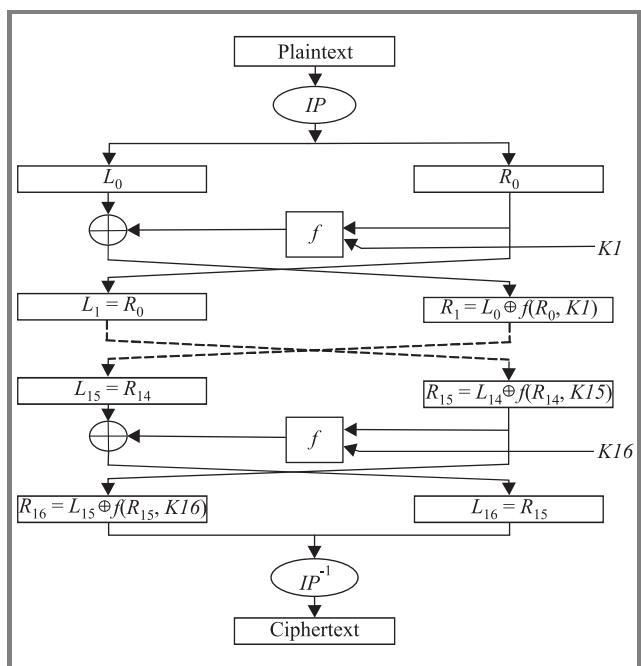 Plaintext
IP
L₀
R₀
f
K1
L₁ = R₀
R₁ = L₀ ⊕ f(R₀, K1)
L₁₅ = R₁₄
R₁₅ = L₁₄ ⊕ f(R₁₄, K15)
f
K16
R₁₆ = L₁₅ ⊕ f(R₁₅, K16)
L₁₆ = R₁₅
IP⁻¹
Ciphertext